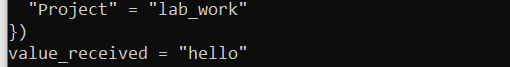 "Project" = "lab_work"
})
value_received = "hello"